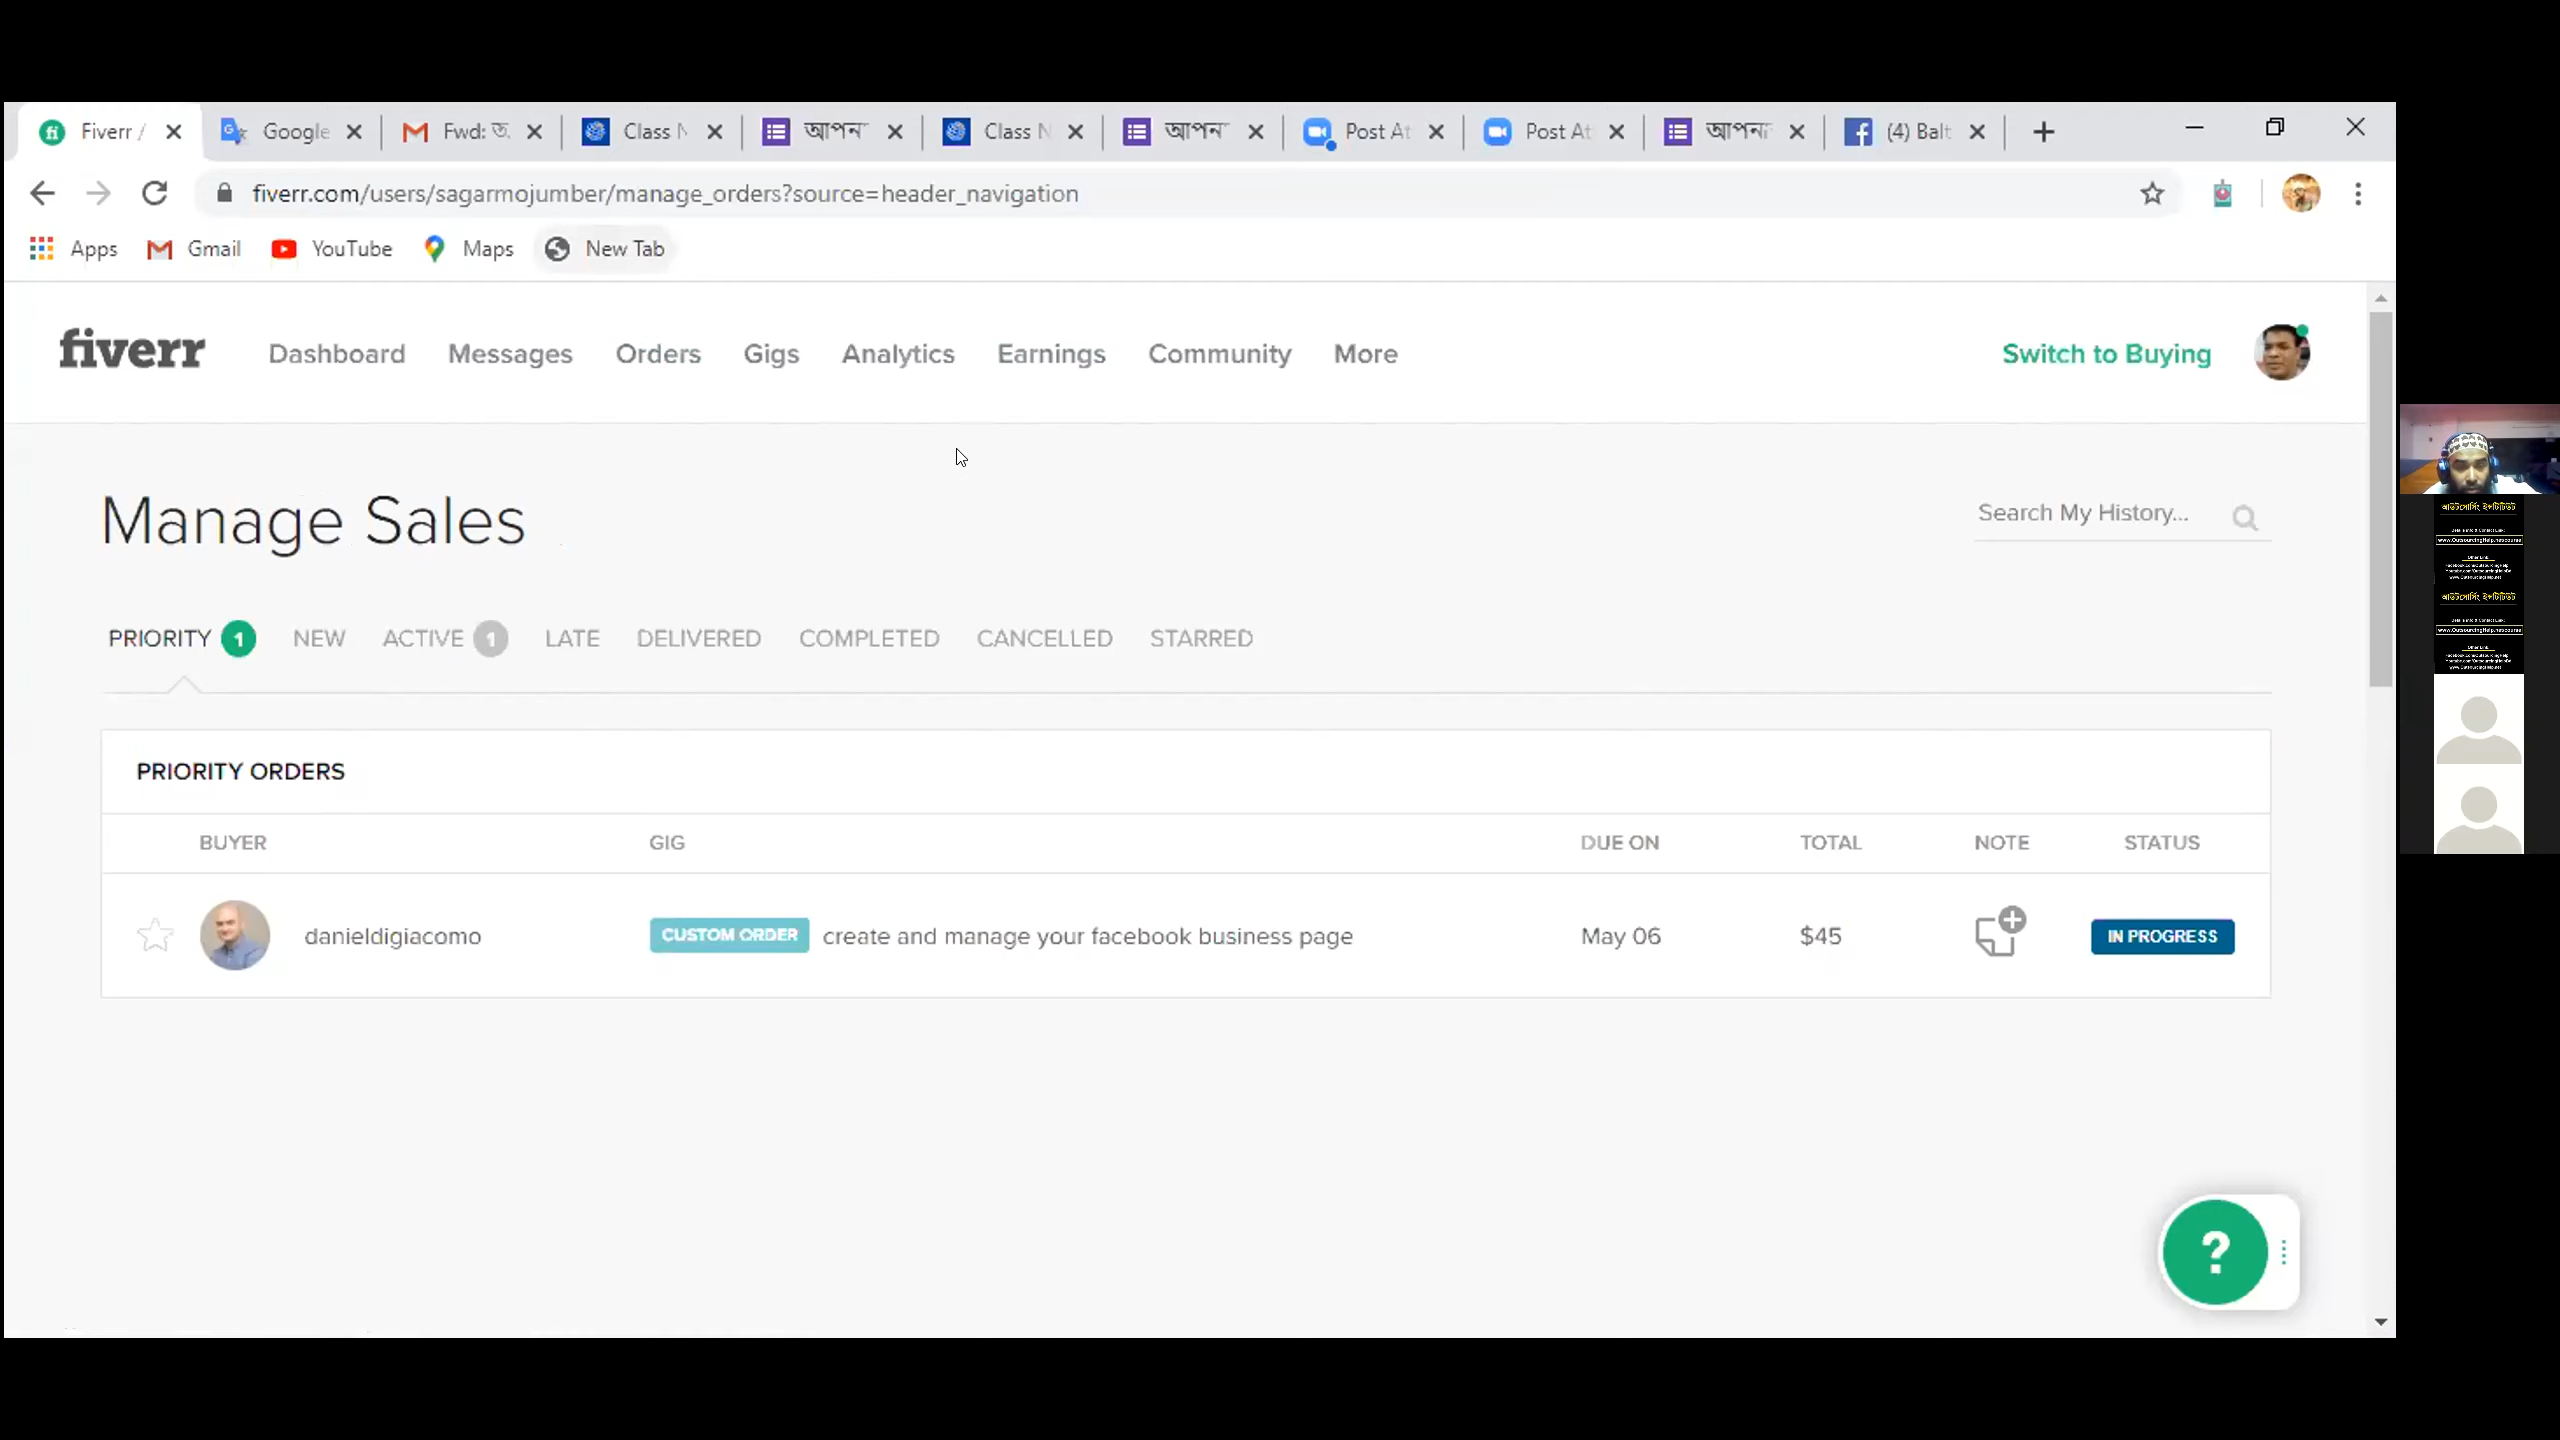 Fiverr /
Google
Fwd: ত.
Class N
আপন
Class N
আপন
Post At
Post At
আপনা
(4) Balt
fiverr.com/users/sagarmojumber/manage_orders?source=header_navigation
Apps
Gmail
YouTube
Maps
New Tab
fiverr
Dashboard
Messages
Orders
Gigs
Analytics
Earnings
Community
More
Switch to Buying
Manage Sales
Search My History...
PRIORITY 1
NEW
ACTIVE 1
LATE
DELIVERED
COMPLETED
CANCELLED
STARRED
PRIORITY ORDERS
BUYER
GIG
DUE ON
TOTAL
NOTE
STATUS
danieldigiacomo
CUSTOM ORDER
create and manage your facebook business page
May 06
$45
IN PROGRESS
?